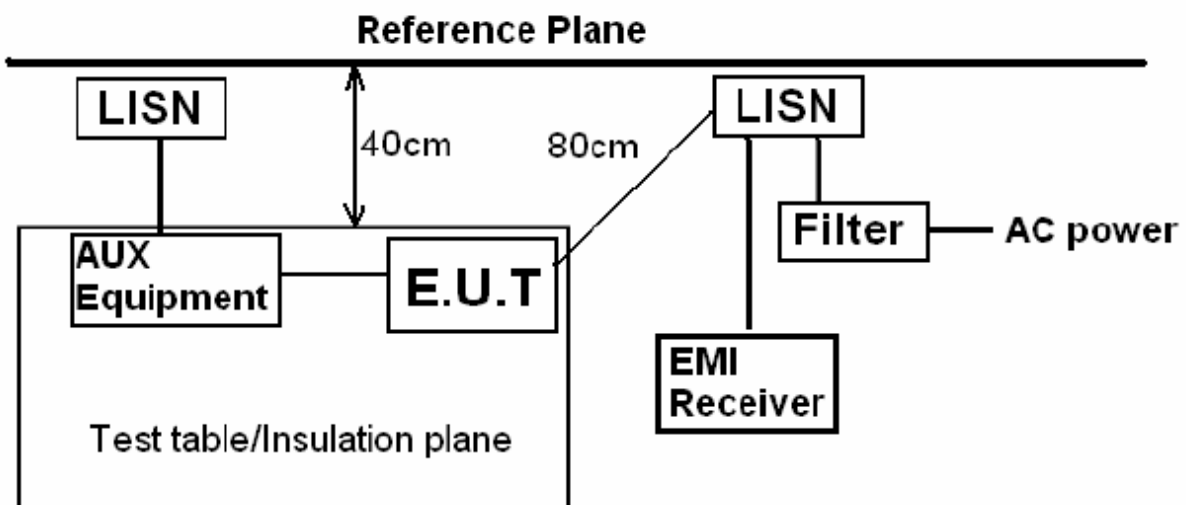 Reference Plane
LISN
40cm
80cm
LISN
Filter
AC power
AUX
Equipment
E.U.T
EMI
Receiver
Test table/Insulation plane